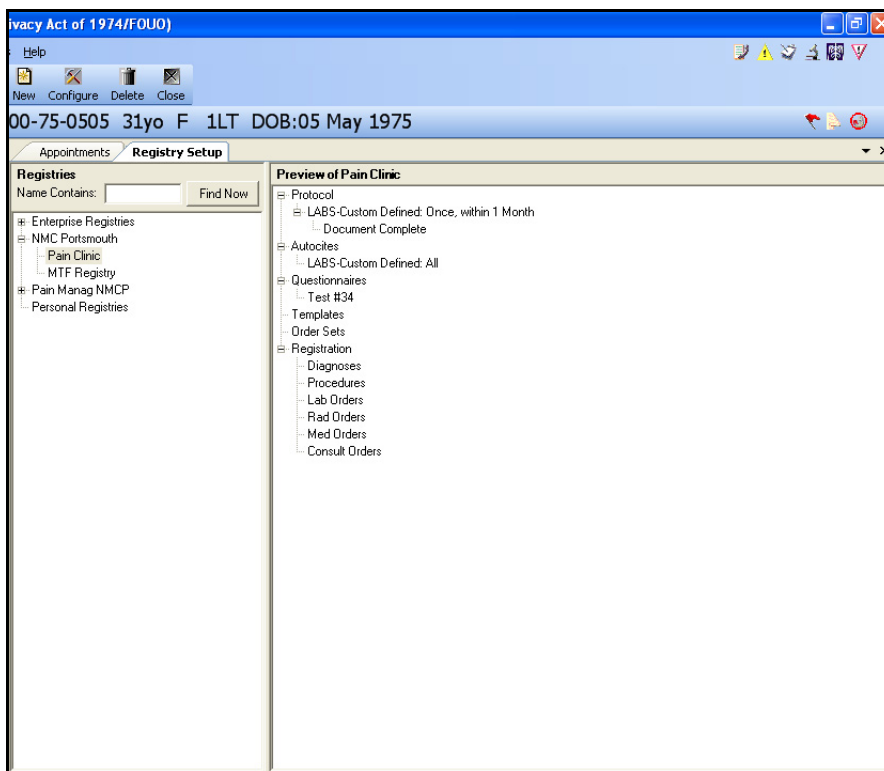 ivacy Act of 1974/FOUO)
Help
New Configure Delete Close
00-75-0505 31yo F 1LT DOB:05 May 1975
Appointments Registry Setup
Registries
Name Contains: Find Now
Enterprise Registries
NMC Portsmouth
Pain Clinic
MTF Registry
Pain Manag NMCP
Personal Registries
Preview of Pain Clinic
Protocol
LABS-Custom Defined: Once, within 1 Month
Document Complete
Autocites
LABS-Custom Defined: All
Questionnaires
Test #34
Templates
Order Sets
Registration
Diagnoses
Procedures
Lab Orders
Rad Orders
Med Orders
Consult Orders